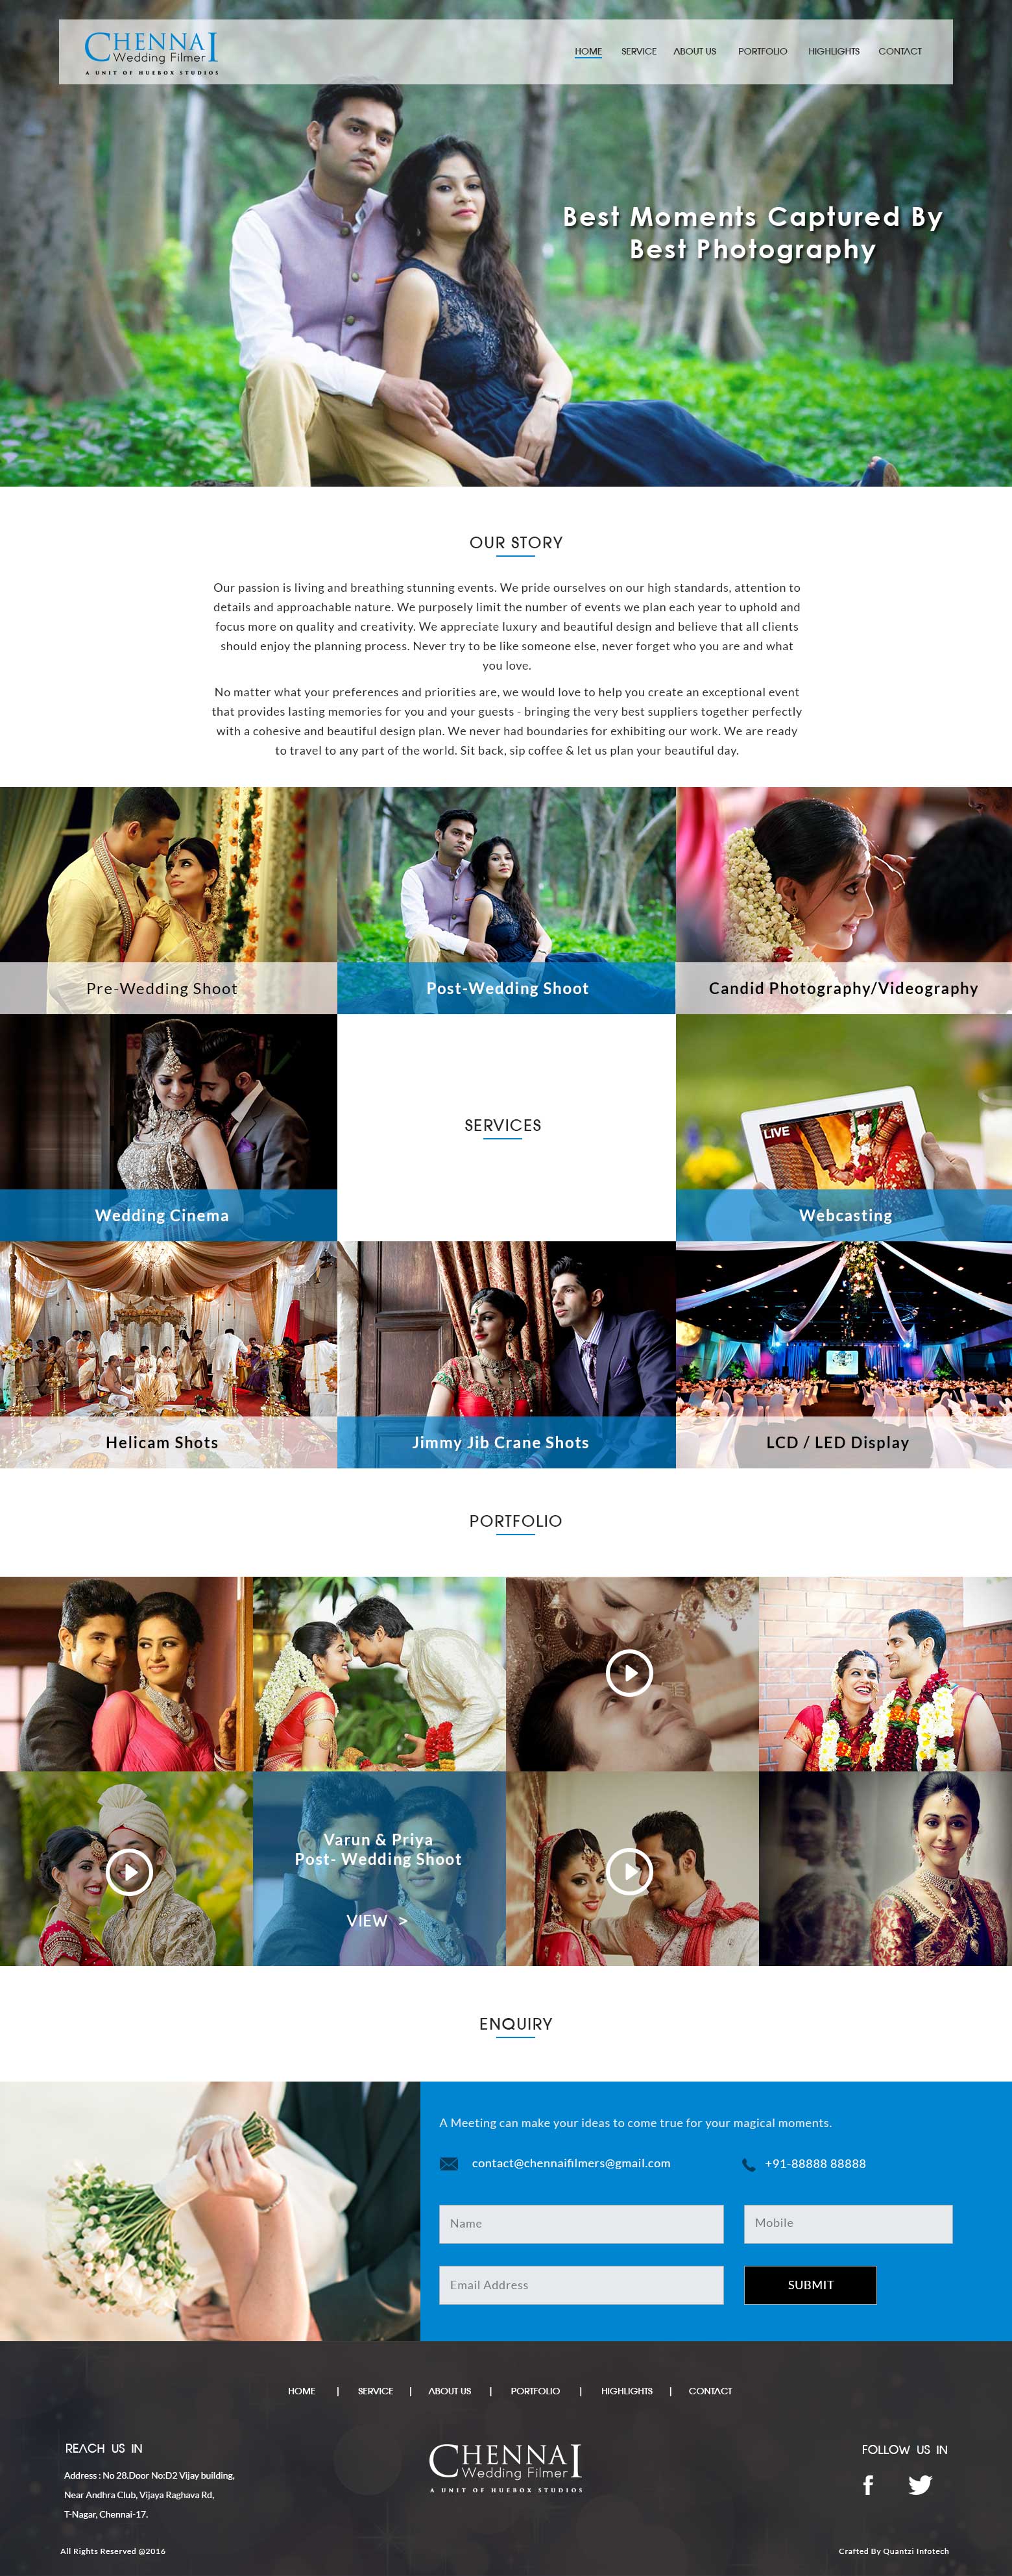 CHENNAI
Wedding Filmer
A UNIT OF HUEBOX STUDIOS
HOME SERVICE ABOUT US PORTFOLIO HIGHLIGHTS CONTACT
Best Moments Captured By
Best Photography
OUR STORY
Our passion is living and breathing stunning events. We pride ourselves on our high standards, attention to
details and approachable nature. We purposely limit the number of events we plan each year to uphold and
focus more on quality and creativity. We appreciate luxury and beautiful design and believe that all clients
should enjoy the planning process. Never try to be like someone else, never forget who you are and what
you love.
No matter what your preferences and priorities are, we would love to help you create an exceptional event
that provides lasting memories for you and your guests - bringing the very best suppliers together perfectly
with a cohesive and beautiful design plan. We never had boundaries for exhibiting our work. We are ready
to travel to any part of the world. Sit back, sip coffee & let us plan your beautiful day.
Pre-Wedding Shoot
Post-Wedding Shoot
Candid Photography/Videography
Wedding Cinema
SERVICES
LIVE
Webcasting
Helicam Shots
Jimmy Jib Crane Shots
LCD / LED Display
PORTFOLIO
Varun & Priya
Post- Wedding Shoot
VIEW >
ENQUIRY
A Meeting can make your ideas to come true for your magical moments.
contact@chennaifilmers@gmail.com
+91-88888 88888
Name
Mobile
Email Address
SUBMIT
HOME | SERVICE | ABOUT US | PORTFOLIO | HIGHLIGHTS | CONTACT
REACH US IN
Address : No 28.Door No:D2 Vijay building,
Near Andhra Club, Vijaya Raghava Rd,
T-Nagar, Chennai-17.
CHENNAI
Wedding Filmer
A UNIT OF HUEBOX STUDIOS
FOLLOW US IN
All Rights Reserved @2016
Crafted By Quantzi Infotech